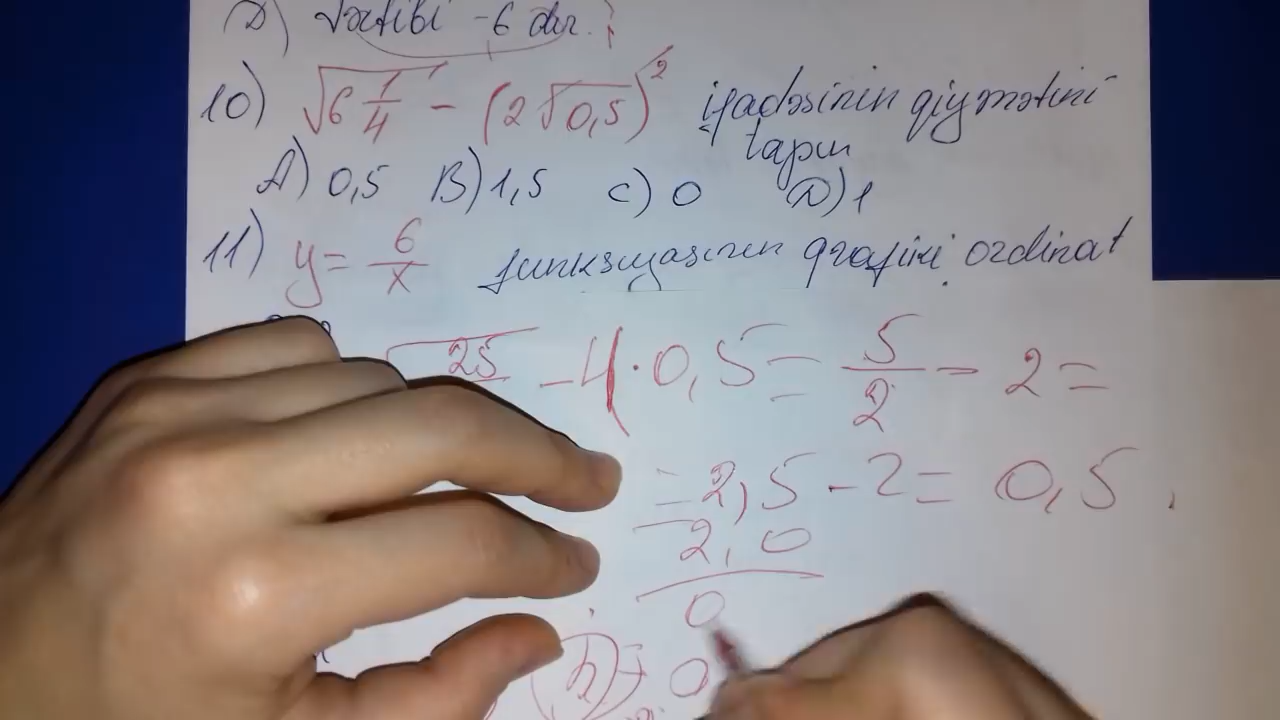 D) Tərtibi -6 dır.
10) √6 1/4 - (2√0,5)² ifadəsinin qiymətini
tapın
A) 0,5 B) 1,5 C) 0 D) 1
11) y = 6/x funksiyasının qrafiki ordinat
25 - 4 · 0,5 = 5/2 - 2 =
= 2,5 - 2 = 0,5
2,0
0